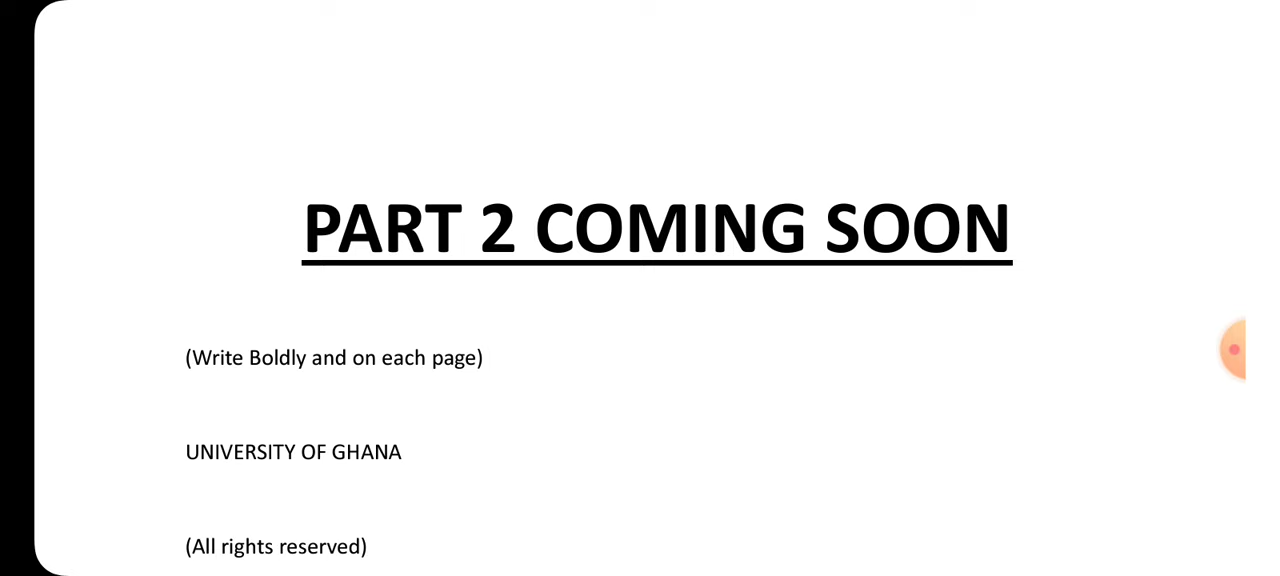 PART 2 COMING SOON
(Write Boldly and on each page)
UNIVERSITY OF GHANA
(All rights reserved)